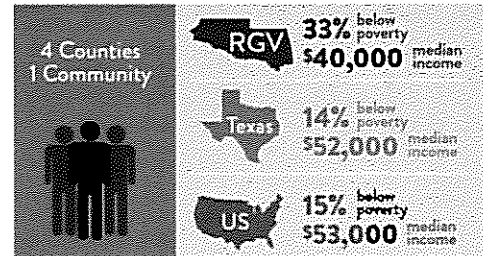 4 Counties
1 Community
RGV
33% below poverty
$40,000 median income
Texas
14% below poverty
$52,000 median income
US
15% below poverty
$53,000 median income